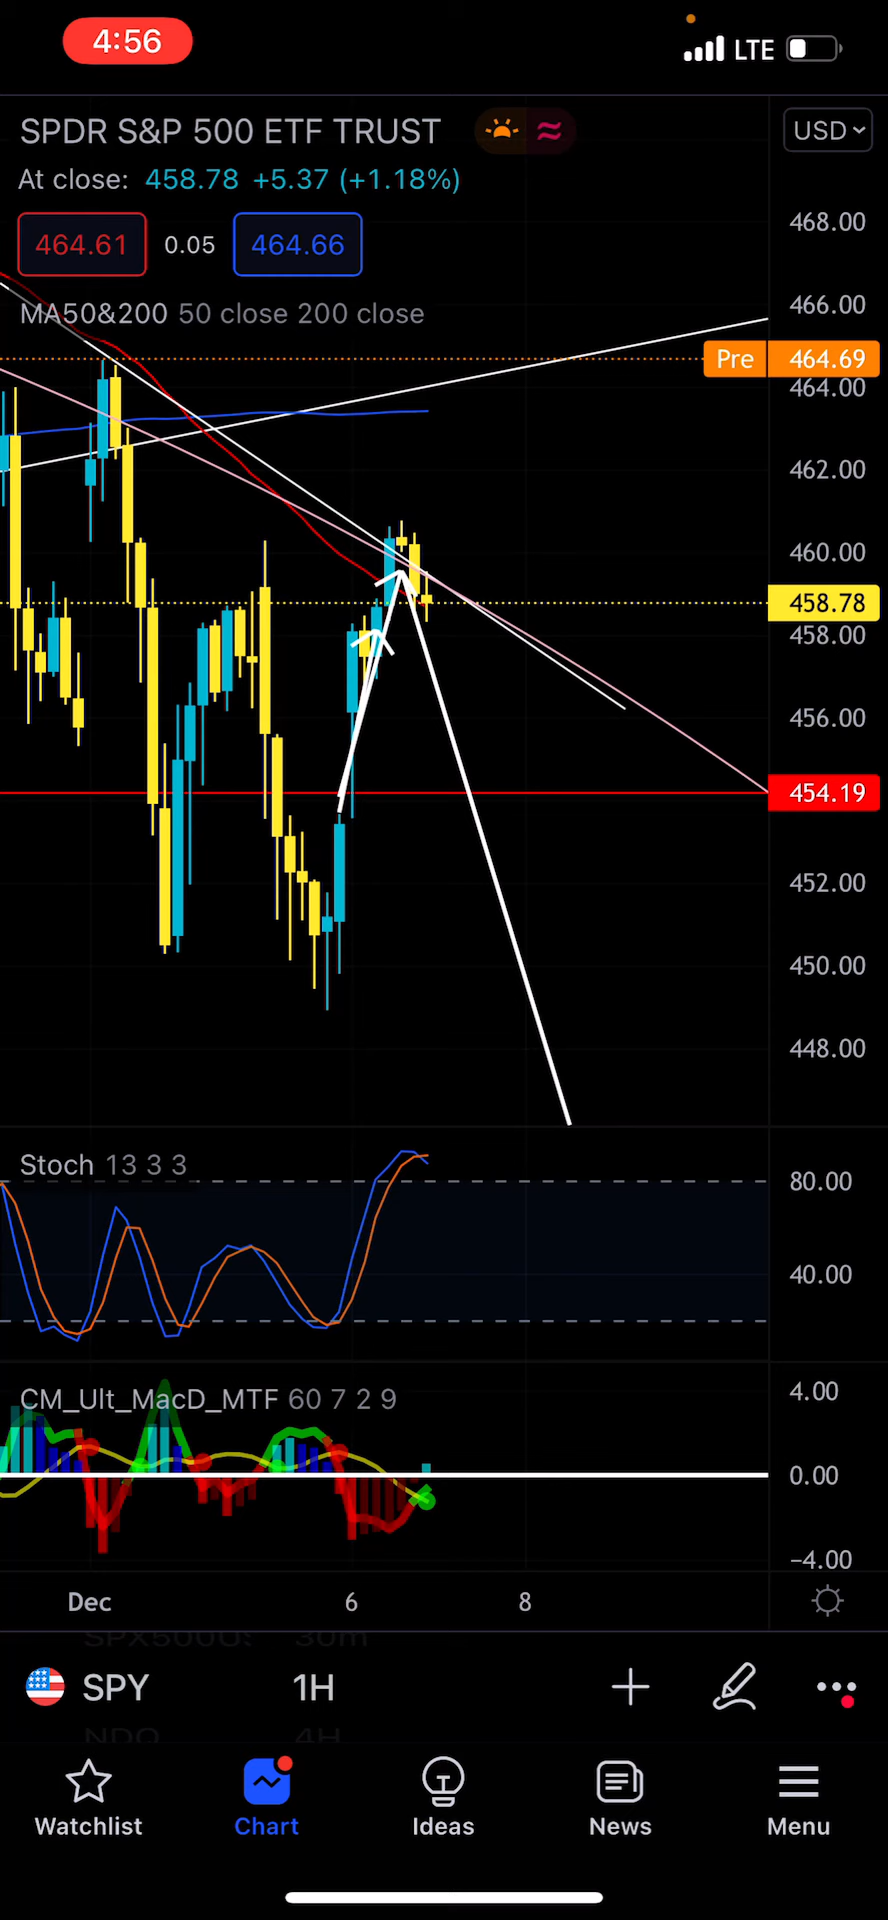 4:56
LTE
SPDR S&P 500 ETF TRUST
USD
At close: 458.78 +5.37 (+1.18%)
468.00
464.61 0.05 464.66
466.00
MA50&200 50 close 200 close
Pre 464.69
464.00
462.00
460.00
458.78
458.00
456.00
454.19
452.00
450.00
448.00
Stoch 13 3 3
80.00
40.00
CM_Ult_MacD_MTF 60 7 2 9
4.00
0.00
−4.00
Dec 6 8
30m
SPY 1H
NDQ 4H
Watchlist Chart Ideas News Menu